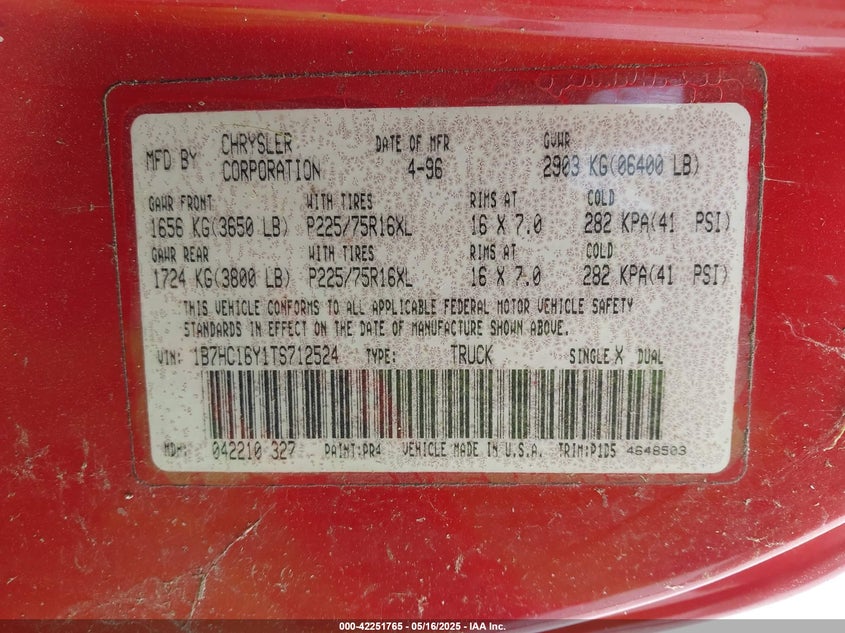 MFD BY CHRYSLER CORPORATION DATE OF MFR 4-96 GVWR 2903 KG(06400 LB)
GAWR FRONT WITH TIRES RIMS AT COLD
1656 KG(3650 LB) P225/75R16XL 16 X 7.0 282 KPA(41 PSI)
GAWR REAR WITH TIRES RIMS AT COLD
1724 KG(3800 LB) P225/75R16XL 16 X 7.0 282 KPA(41 PSI)
THIS VEHICLE CONFORMS TO ALL APPLICABLE FEDERAL MOTOR VEHICLE SAFETY
STANDARDS IN EFFECT ON THE DATE OF MANUFACTURE SHOWN ABOVE.
VIN: 1B7HC16Y1TS712524 TYPE: TRUCK SINGLE X DUAL
MDH: 042210 327 PAINT:PR4 VEHICLE MADE IN U.S.A. TRIM:P1D5 4648503
000-42251765 - 05/16/2025 - IAA Inc.